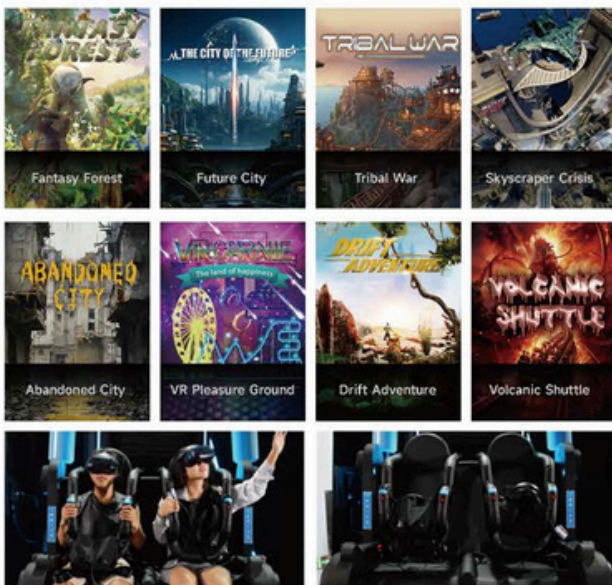 FANTASY
FOREST
Fantasy Forest
THE CITY OF THE FUTURE
Future City
TRIBAL WAR
Tribal War
Skyscraper Crisis
ABANDONED
CITY
Abandoned City
The land of happiness
VR Pleasure Ground
DRIFT
ADVENTURE
Drift Adventure
VOLCANIC
SHUTTLE
Volcanic Shuttle